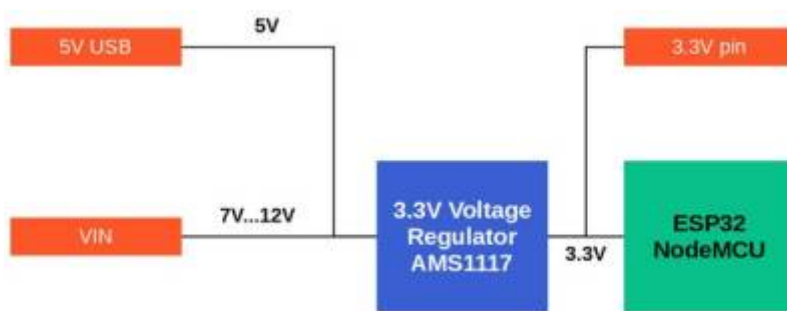 5V USB
5V
3.3V pin
VIN
7V...12V
3.3V Voltage
Regulator
AMS1117
3.3V
ESP32
NodeMCU